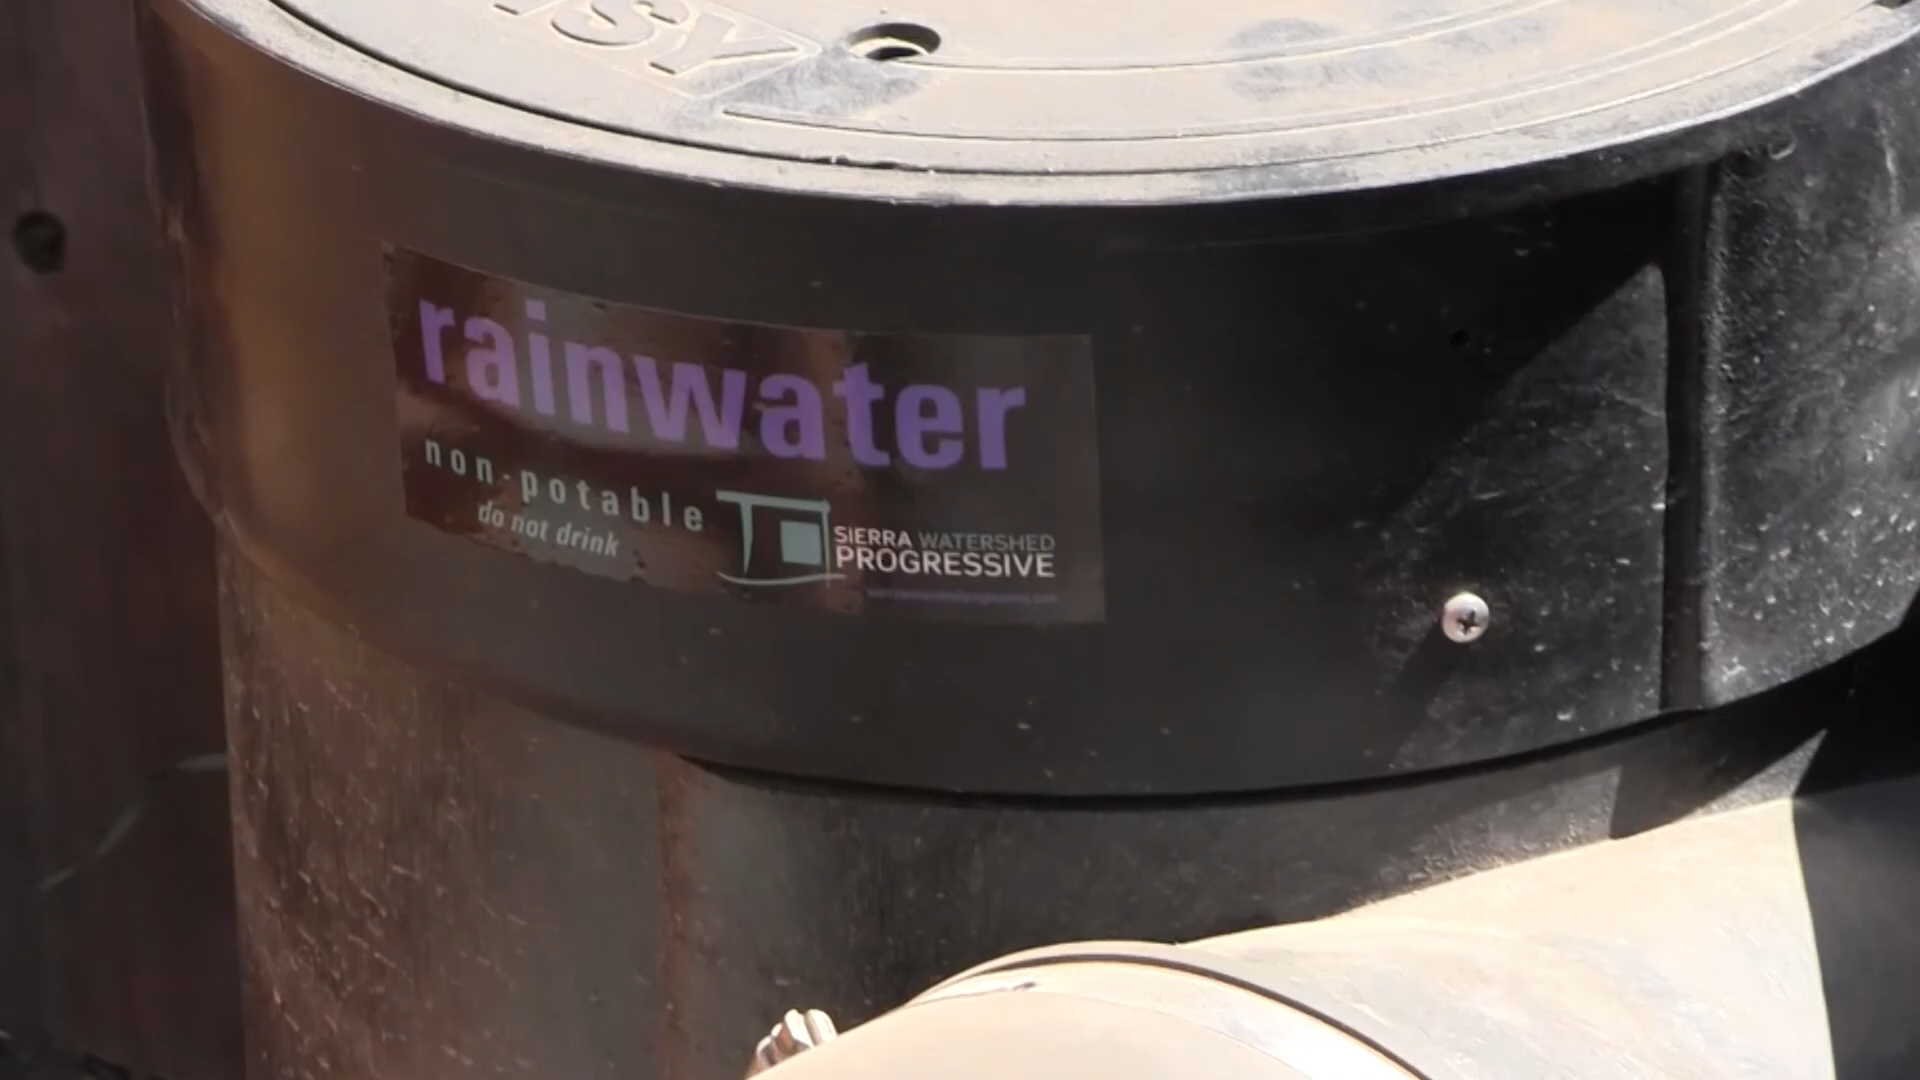 rainwater
non-potable
do not drink
SIERRA WATERSHED
PROGRESSIVE